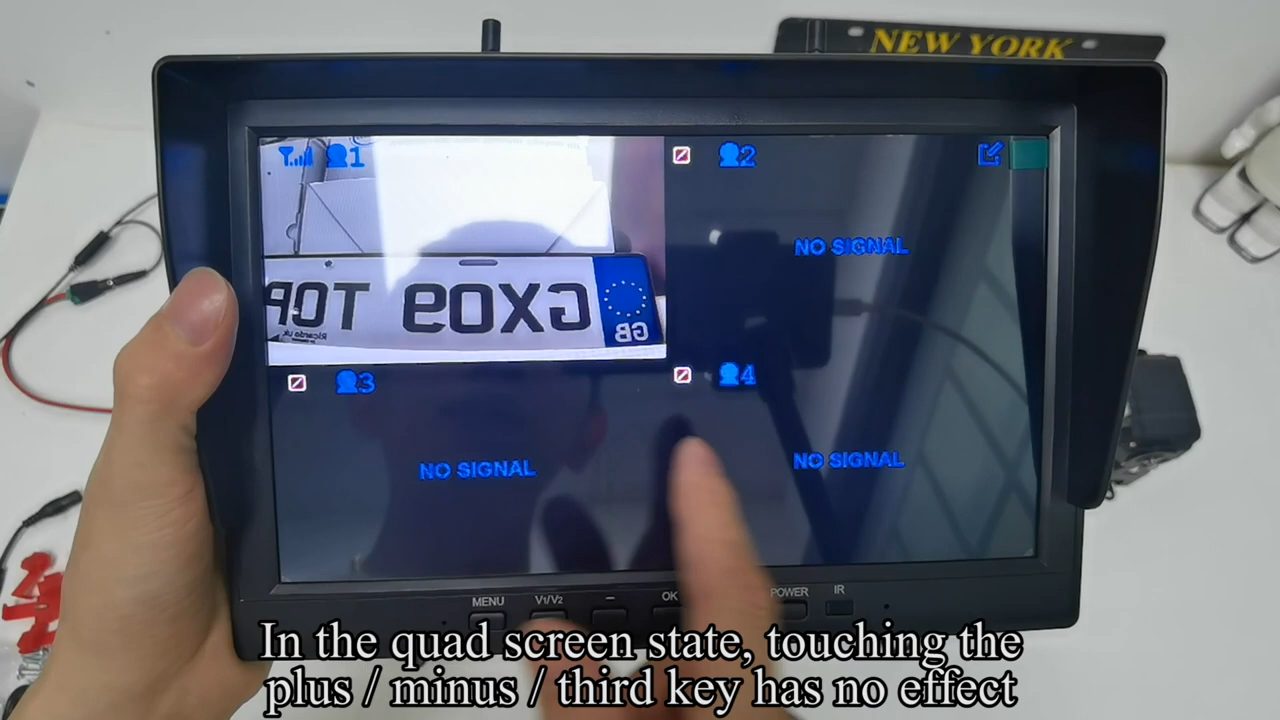 NEW YORK
1
2
NO SIGNAL
GX09 TOP
GB
3
4
NO SIGNAL
NO SIGNAL
MENU
V1/V2
–
OK
POWER
IR
In the quad screen state, touching the
plus / minus / third key has no effect